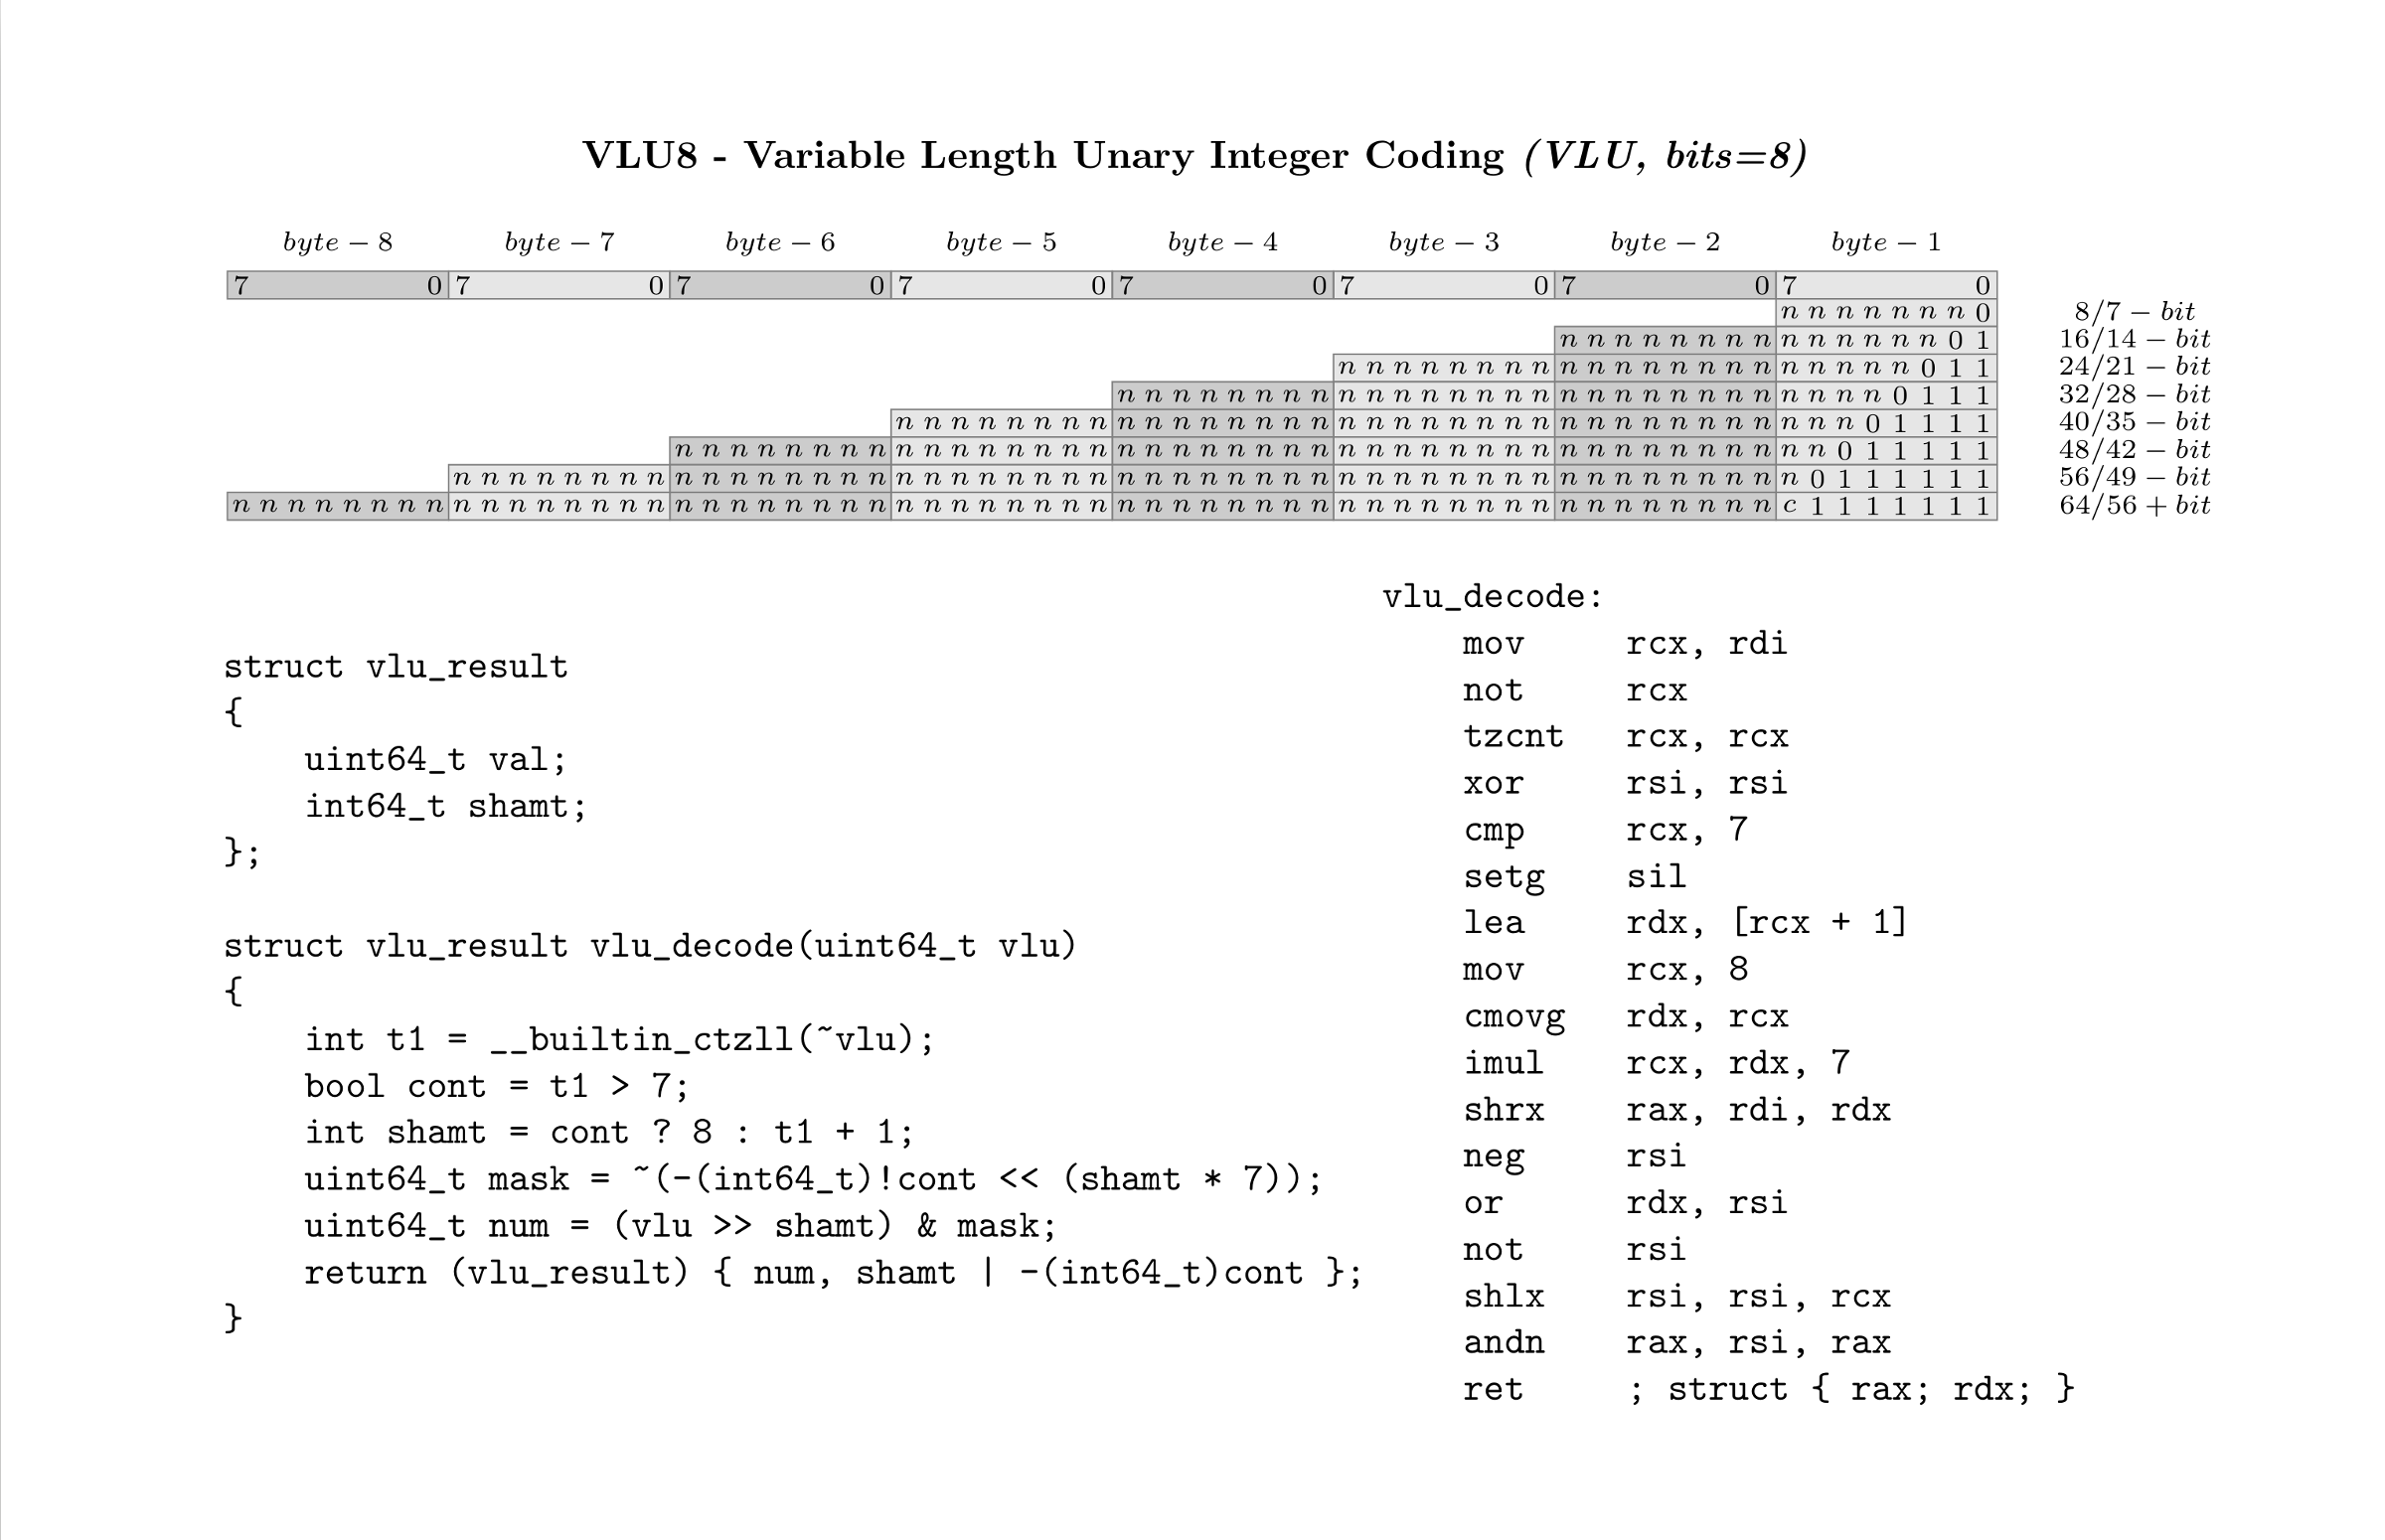 VLU8 - Variable Length Unary Integer Coding (VLU, bits=8)
byte − 8 byte − 7 byte − 6 byte − 5 byte − 4 byte − 3 byte − 2 byte − 1
7 0 7 0 7 0 7 0 7 0 7 0 7 0 7 0
n n n n n n n 0 8/7 − bit
n n n n n n n n n n n n n n 0 1 16/14 − bit
n n n n n n n n n n n n n n n n n n n n n 0 1 1 24/21 − bit
n n n n n n n n n n n n n n n n n n n n n n n n n n n n 0 1 1 1 32/28 − bit
n n n n n n n n n n n n n n n n n n n n n n n n n n n n n n n n n n n 0 1 1 1 1 40/35 − bit
n n n n n n n n n n n n n n n n n n n n n n n n n n n n n n n n n n n n n n n n n n 0 1 1 1 1 1 48/42 − bit
n n n n n n n n n n n n n n n n n n n n n n n n n n n n n n n n n n n n n n n n n n n n n n n n n 0 1 1 1 1 1 1 56/49 − bit
n n n n n n n n n n n n n n n n n n n n n n n n n n n n n n n n n n n n n n n n n n n n n n n n n n n n n n n n c 1 1 1 1 1 1 1 64/56 + bit
struct vlu_result
{
    uint64_t val;
    int64_t shamt;
};
struct vlu_result vlu_decode(uint64_t vlu)
{
    int t1 = __builtin_ctzll(~vlu);
    bool cont = t1 > 7;
    int shamt = cont ? 8 : t1 + 1;
    uint64_t mask = ~(-(int64_t)!cont << (shamt * 7));
    uint64_t num = (vlu >> shamt) & mask;
    return (vlu_result) { num, shamt | -(int64_t)cont };
}
vlu_decode:
    mov     rcx, rdi
    not     rcx
    tzcnt   rcx, rcx
    xor     rsi, rsi
    cmp     rcx, 7
    setg    sil
    lea     rdx, [rcx + 1]
    mov     rcx, 8
    cmovg   rdx, rcx
    imul    rcx, rdx, 7
    shrx    rax, rdi, rdx
    neg     rsi
    or      rdx, rsi
    not     rsi
    shlx    rsi, rsi, rcx
    andn    rax, rsi, rax
    ret     ; struct { rax; rdx; }